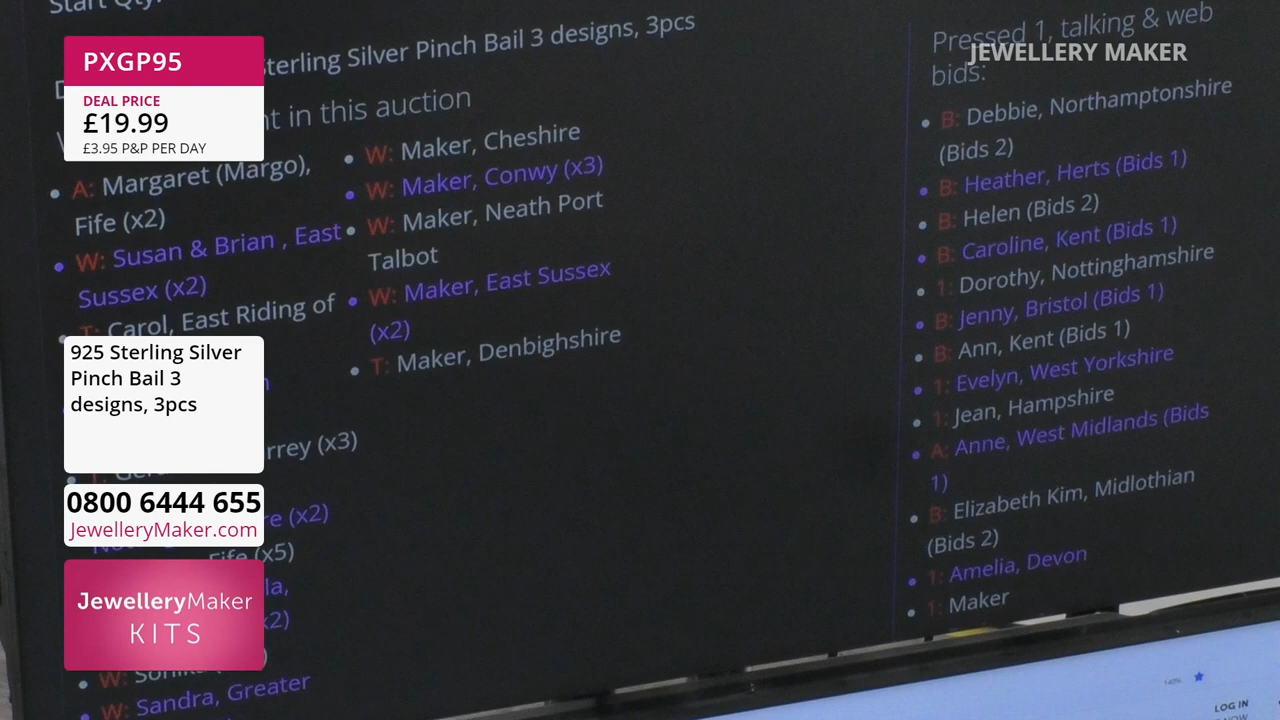 Start Qty:
Sterling Silver Pinch Bail 3 designs, 3pcs
in this auction
A: Margaret (Margo),
Fife (x2)
W: Susan & Brian , East
Sussex (x2)
T: Carol, East Riding of
rrey (x3)
re (x2)
Fife (x5)
la,
x2)
W:
W: Sandra, Greater
W: Maker, Cheshire
W: Maker, Conwy (x3)
W: Maker, Neath Port
Talbot
W: Maker, East Sussex
(x2)
T: Maker, Denbighshire
Pressed 1, talking & web
bids:
B: Debbie, Northamptonshire
(Bids 2)
B: Heather, Herts (Bids 1)
B: Helen (Bids 2)
B: Caroline, Kent (Bids 1)
1: Dorothy, Nottinghamshire
B: Jenny, Bristol (Bids 1)
B: Ann, Kent (Bids 1)
1: Evelyn, West Yorkshire
1: Jean, Hampshire
A: Anne, West Midlands (Bids
1)
B: Elizabeth Kim, Midlothian
(Bids 2)
1: Amelia, Devon
1: Maker
JEWELLERY MAKER
PXGP95
DEAL PRICE
£19.99
£3.95 P&P PER DAY
925 Sterling Silver
Pinch Bail 3
designs, 3pcs
0800 6444 655
JewelleryMaker.com
JewelleryMaker
KITS
140%
LOG IN
NOW